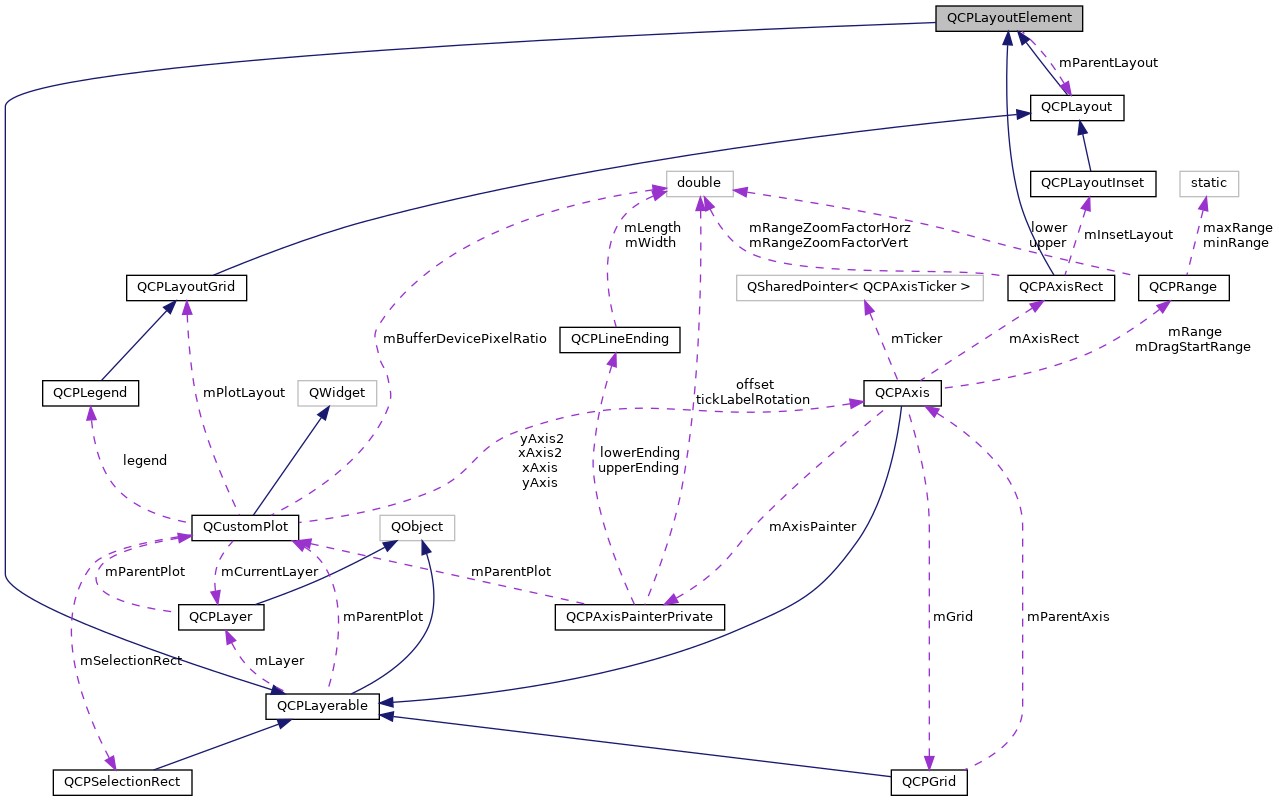 QCPLayoutElement
mParentLayout
QCPLayout
double
QCPLayoutInset
static
mLength
mWidth
mRangeZoomFactorHorz
mRangeZoomFactorVert
lower
upper
mInsetLayout
maxRange
minRange
QCPLayoutGrid
QSharedPointer< QCPAxisTicker >
QCPAxisRect
QCPRange
mBufferDevicePixelRatio
QCPLineEnding
mTicker
mAxisRect
mRange
mDragStartRange
QCPLegend
mPlotLayout
QWidget
offset
tickLabelRotation
QCPAxis
legend
yAxis2
xAxis2
xAxis
yAxis
lowerEnding
upperEnding
QCustomPlot
QObject
mAxisPainter
mParentPlot
mCurrentLayer
mParentPlot
QCPLayer
mParentPlot
QCPAxisPainterPrivate
mGrid
mParentAxis
mSelectionRect
mLayer
QCPLayerable
QCPSelectionRect
QCPGrid